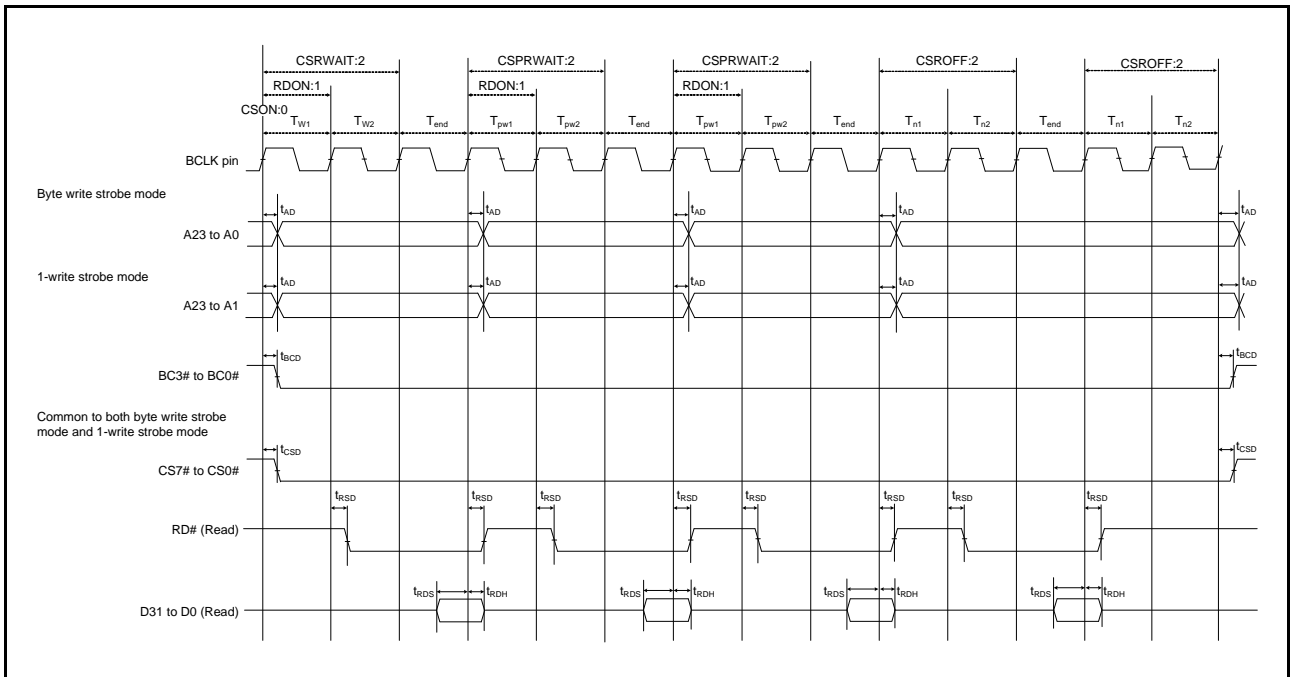 CSRWAIT:2 CSPRWAIT:2 CSPRWAIT:2 CSROFF:2 CSROFF:2
RDON:1 RDON:1 RDON:1
CSON:0
TW1 TW2 Tend Tpw1 Tpw2 Tend Tpw1 Tpw2 Tend Tn1 Tn2 Tend Tn1 Tn2
BCLK pin
Byte write strobe mode
tAD tAD tAD tAD tAD
A23 to A0
1-write strobe mode
tAD tAD tAD tAD tAD
A23 to A1
tBCD tBCD
BC3# to BC0#
Common to both byte write strobe
mode and 1-write strobe mode
tCSD tCSD
CS7# to CS0#
tRSD tRSD tRSD tRSD tRSD tRSD tRSD tRSD
RD# (Read)
tRDS tRDH tRDS tRDH tRDS tRDH tRDS tRDH
D31 to D0 (Read)